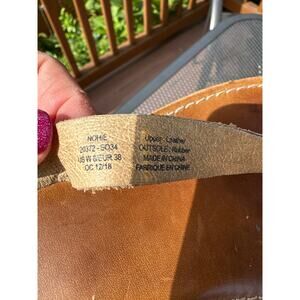 NOHIE
20372 - SO34
US W 8/EUR 38
OC 12/18
Upper: Leather
OUTSOLE: Rubber
MADE IN CHINA
FABRIQUE EN CHINE